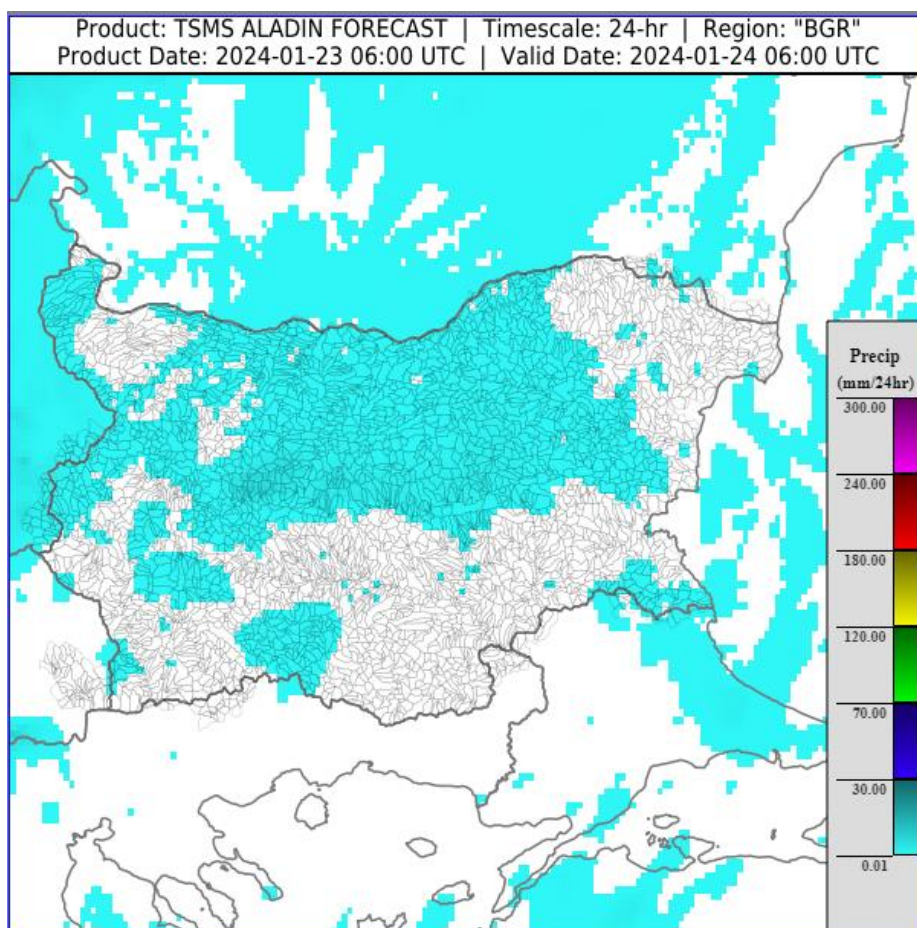 Product: TSMS ALADIN FORECAST | Timescale: 24-hr | Region: "BGR"
Product Date: 2024-01-23 06:00 UTC | Valid Date: 2024-01-24 06:00 UTC
Precip
(mm/24hr)
300.00
240.00
180.00
120.00
70.00
30.00
0.01